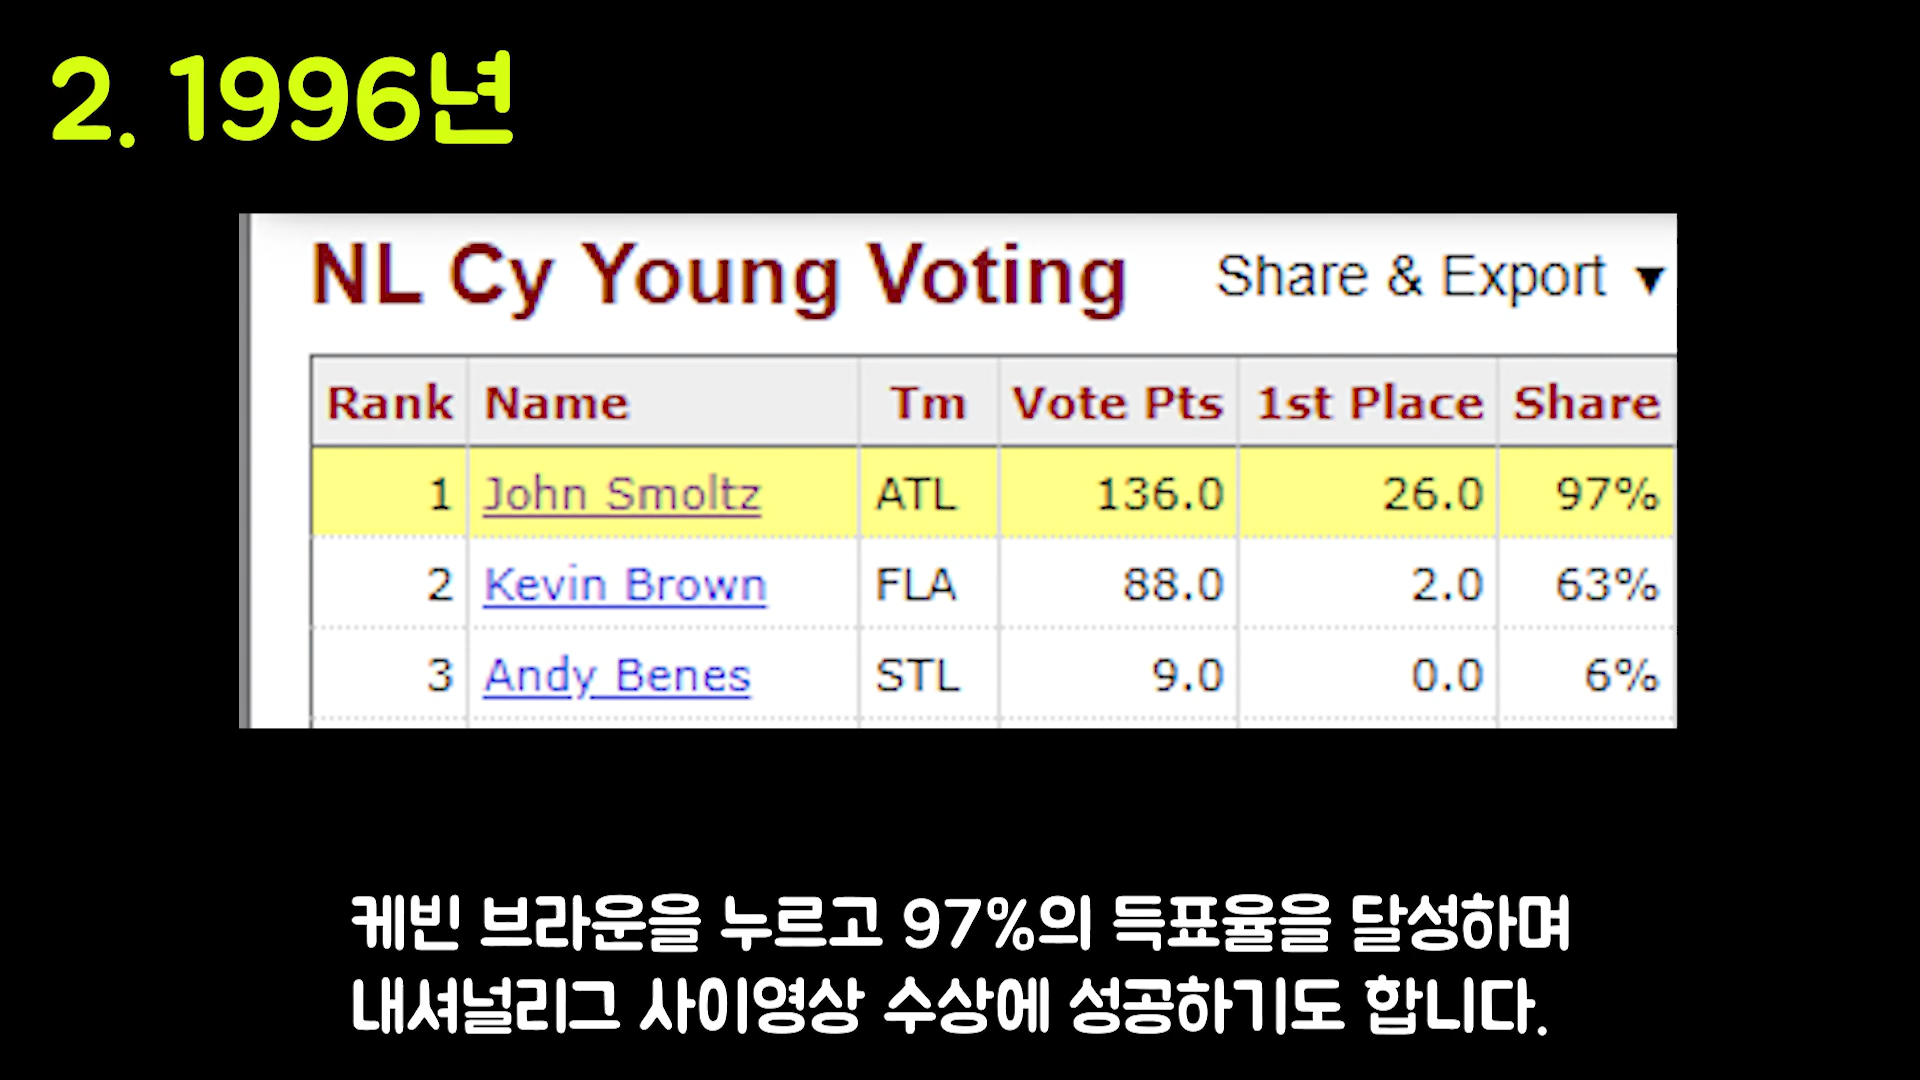 2. 1996년
NL Cy Young Voting Share & Export ▼
Rank Name Tm Vote Pts 1st Place Share
1 John Smoltz ATL 136.0 26.0 97%
2 Kevin Brown FLA 88.0 2.0 63%
3 Andy Benes STL 9.0 0.0 6%
케빈 브라운을 누르고 97%의 득표율을 달성하며
내셔널리그 사이영상 수상에 성공하기도 합니다.